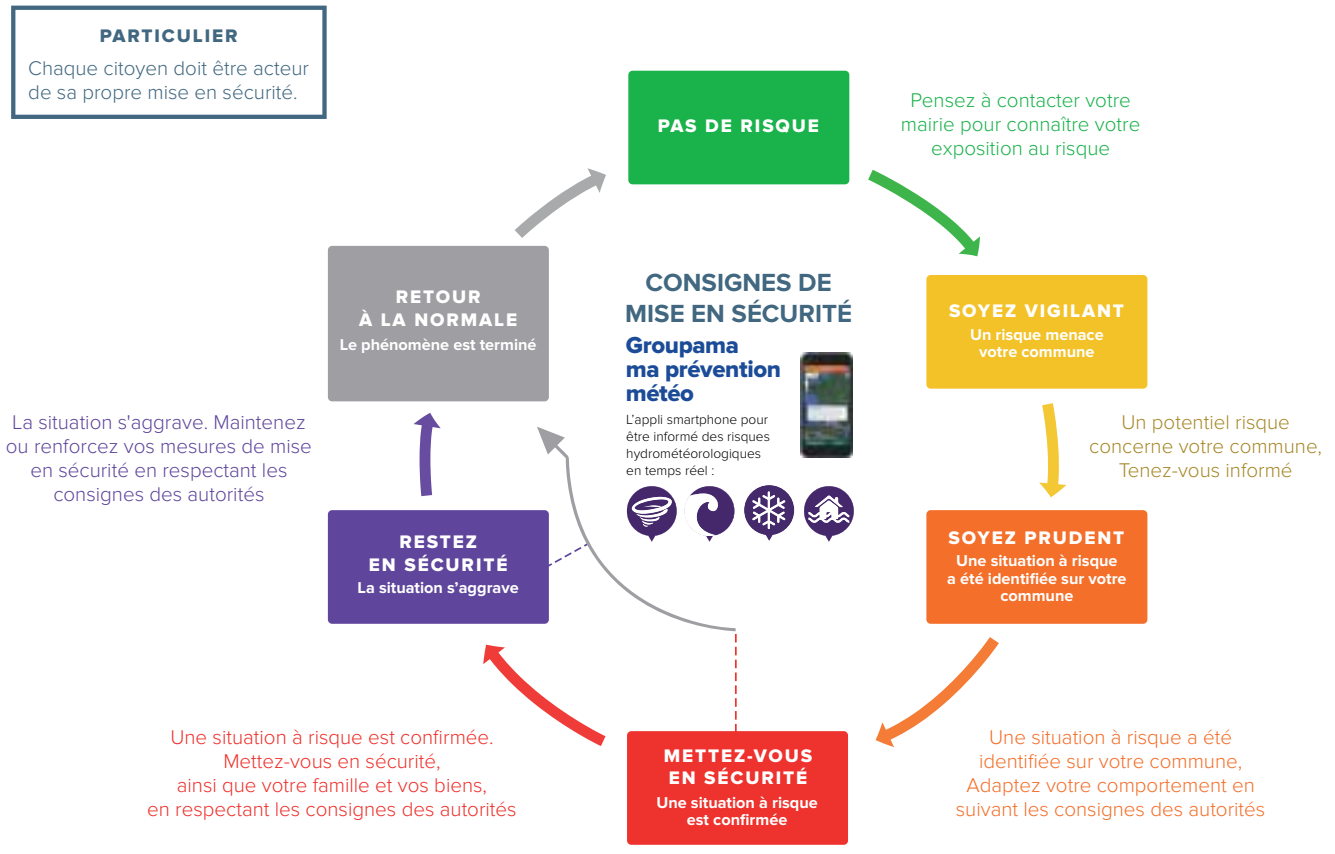 PARTICULIER
Chaque citoyen doit être acteur
de sa propre mise en sécurité.
PAS DE RISQUE
Pensez à contacter votre
mairie pour connaître votre
exposition au risque
SOYEZ VIGILANT
Un risque menace
votre commune
Un potentiel risque
concerne votre commune,
Tenez-vous informé
SOYEZ PRUDENT
Une situation à risque
a été identifiée sur votre
commune
Une situation à risque a été
identifiée sur votre commune,
Adaptez votre comportement en
suivant les consignes des autorités
METTEZ-VOUS
EN SÉCURITÉ
Une situation à risque
est confirmée
Une situation à risque est confirmée.
Mettez-vous en sécurité,
ainsi que votre famille et vos biens,
en respectant les consignes des autorités
RESTEZ
EN SÉCURITÉ
La situation s’aggrave
La situation s'aggrave. Maintenez
ou renforcez vos mesures de mise
en sécurité en respectant les
consignes des autorités
RETOUR
À LA NORMALE
Le phénomène est terminé
CONSIGNES DE
MISE EN SÉCURITÉ
Groupama
ma prévention
météo
L'appli smartphone pour
être informé des risques
hydrométéorologiques
en temps réel :